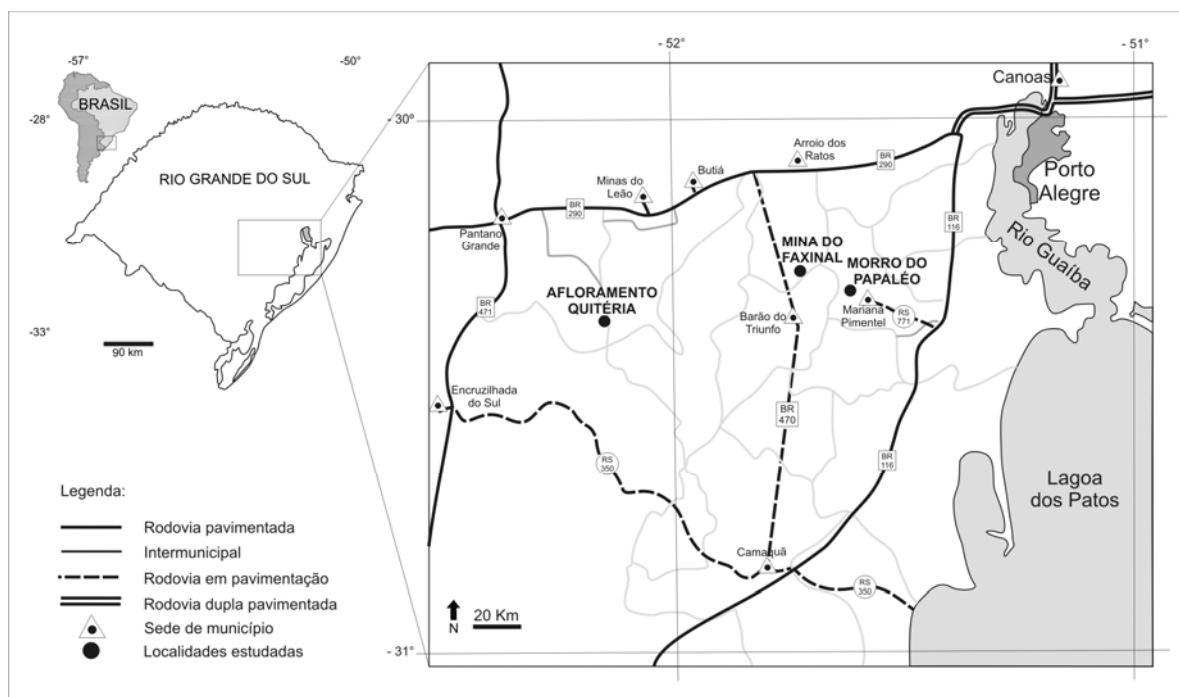 -57°
-50°
BRASIL
-28°
RIO GRANDE DO SUL
-33°
90 km
- 52°
- 51°
Canoas
- 30°
Arroio dos
Ratos
BR
290
Butiá
Minas do
Leão
Porto
Alegre
BR
290
BR
116
Pantano
Grande
Rio Guaíba
MINA DO
FAXINAL
MORRO DO
PAPALÉO
AFLORAMENTO
QUITÉRIA
BR
471
Barão do
Triunfo
Mariana
Pimentel
RS
771
Encruzilhada
do Sul
BR
470
RS
350
BR
116
Lagoa
dos Patos
Camaquã
RS
350
20 Km
N
- 31°
Legenda:
Rodovia pavimentada
Intermunicipal
Rodovia em pavimentação
Rodovia dupla pavimentada
Sede de município
Localidades estudadas